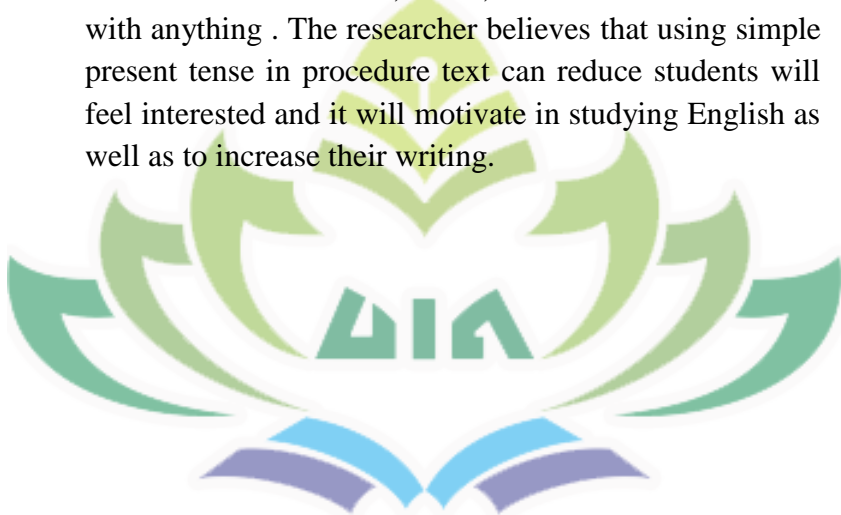 with anything . The researcher believes that using simple
present tense in procedure text can reduce students will
feel interested and it will motivate in studying English as
well as to increase their writing.